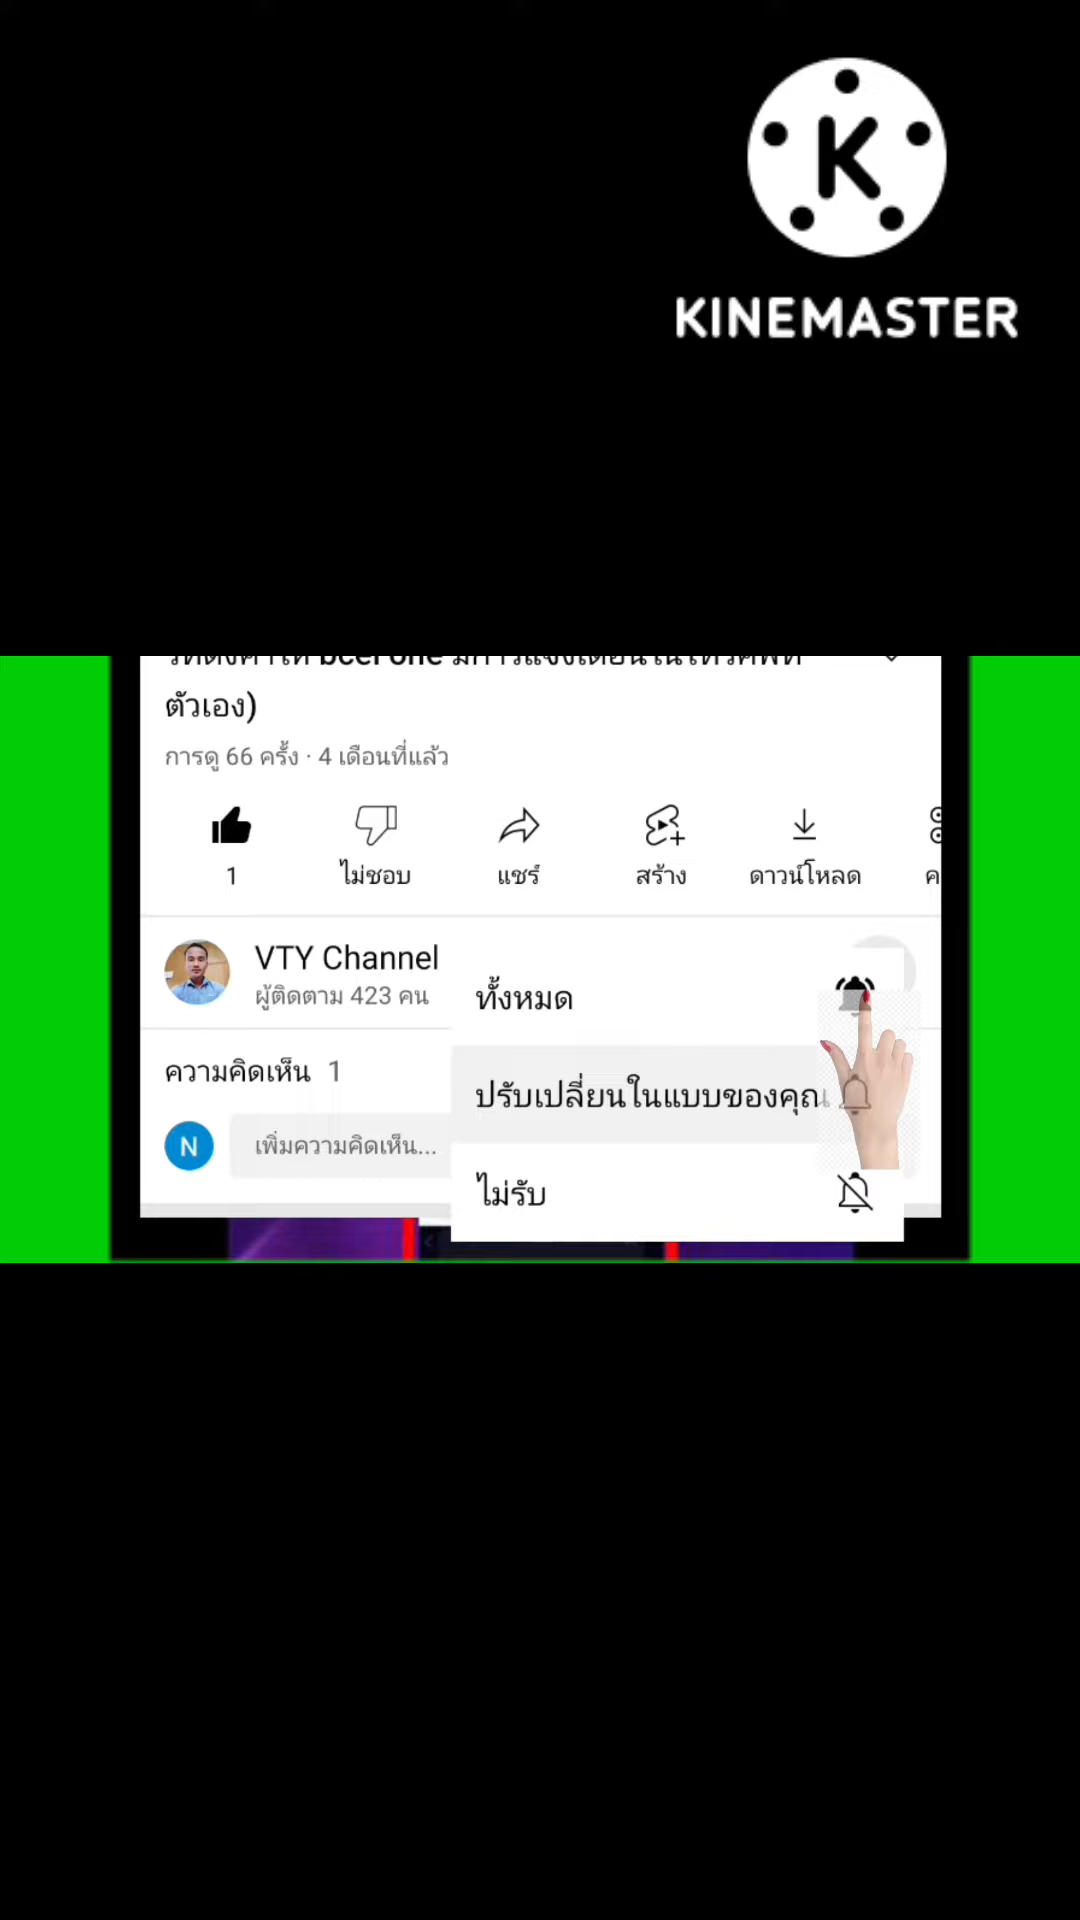 K
KINEMASTER
ตัวเอง)
การดู 66 ครั้ง · 4 เดือนที่แล้ว
1 ไม่ชอบ แชร์ สร้าง ดาวน์โหลด
VTY Channel
ผู้ติดตาม 423 คน
ทั้งหมด
ความคิดเห็น 1
ปรับเปลี่ยนในแบบของคุณ
N เพิ่มความคิดเห็น...
ไม่รับ